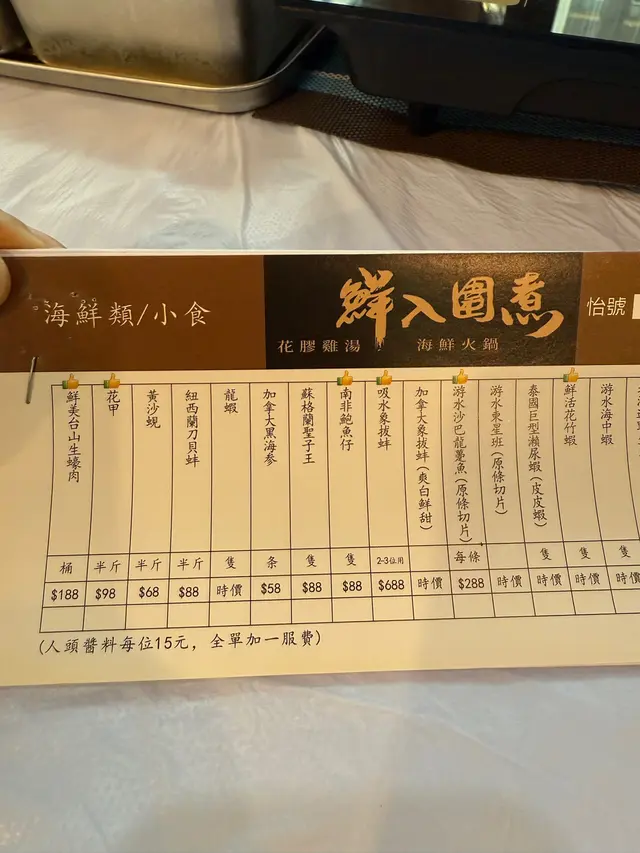 海鮮類/小食
鮮入圍煮
花膠雞湯 海鮮火鍋
怡號
鮮美台山生蠔肉 桶 $188
花甲 半斤 $98
黃沙蜆 半斤 $68
紐西蘭刀貝蚌 半斤 $88
龍蝦 隻 時價
加拿大黑海參 条 $58
蘇格蘭聖子王 隻 $88
南非鮑魚仔 隻 $88
吸水象拔蚌 2-3位用 $688
加拿大象拔蚌(爽白鮮甜) 時價
游水沙巴龍躉魚(原條切片) 每條 $288
游水東星斑(原條切片) 時價
泰國巨型瀨尿蝦(皮皮蝦) 隻 時價
鮮活花竹蝦 隻 時價
游水海中蝦 隻 時價
(人頭醬料每位15元，全單加一服費)